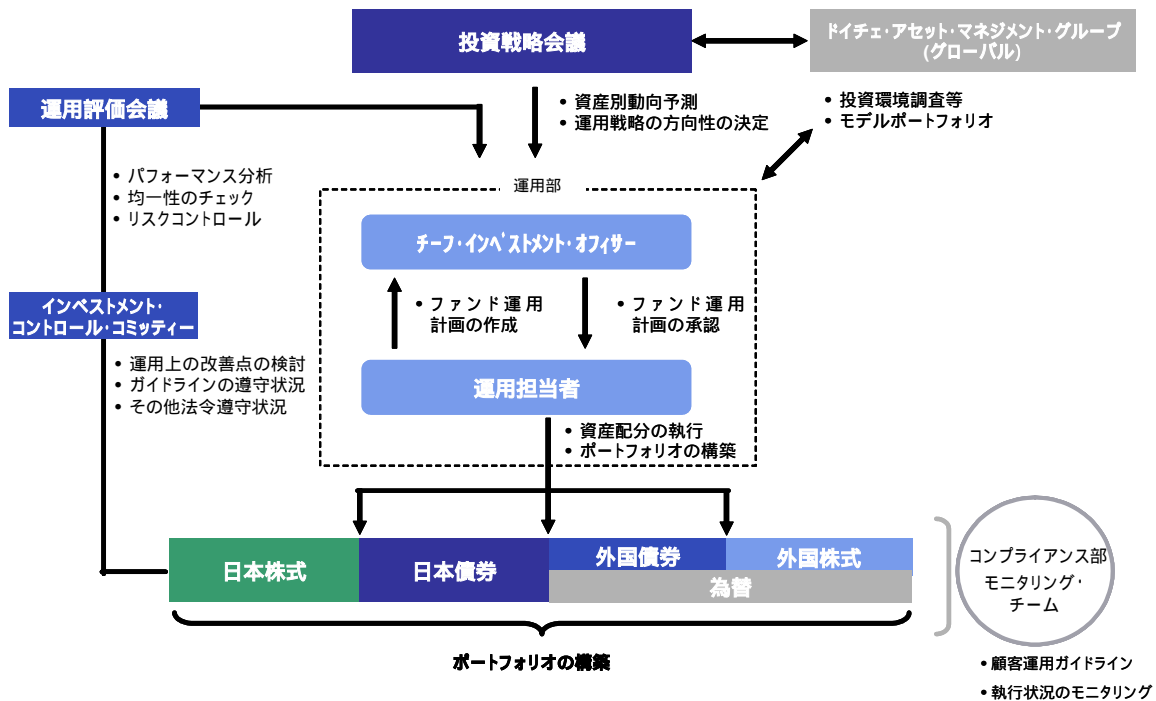 投資戦略会議
ドイチェ・アセット・マネジメント・グループ
(グローバル)
運用評価会議
• 資産別動向予測
• 運用戦略の方向性の決定
• 投資環境調査等
• モデルポートフォリオ
• パフォーマンス分析
• 均一性のチェック
• リスクコントロール
運用部
チーフ・インベストメント・オフィサー
• ファンド運用
計画の作成
• ファンド運用
計画の承認
インベストメント・
コントロール・コミッティー
• 運用上の改善点の検討
• ガイドラインの遵守状況
• その他法令遵守状況
運用担当者
• 資産配分の執行
• ポートフォリオの構築
日本株式
日本債券
外国債券
外国株式
為替
コンプライアンス部
モニタリング・
チーム
ポートフォリオの構築
• 顧客運用ガイドライン
• 執行状況のモニタリング